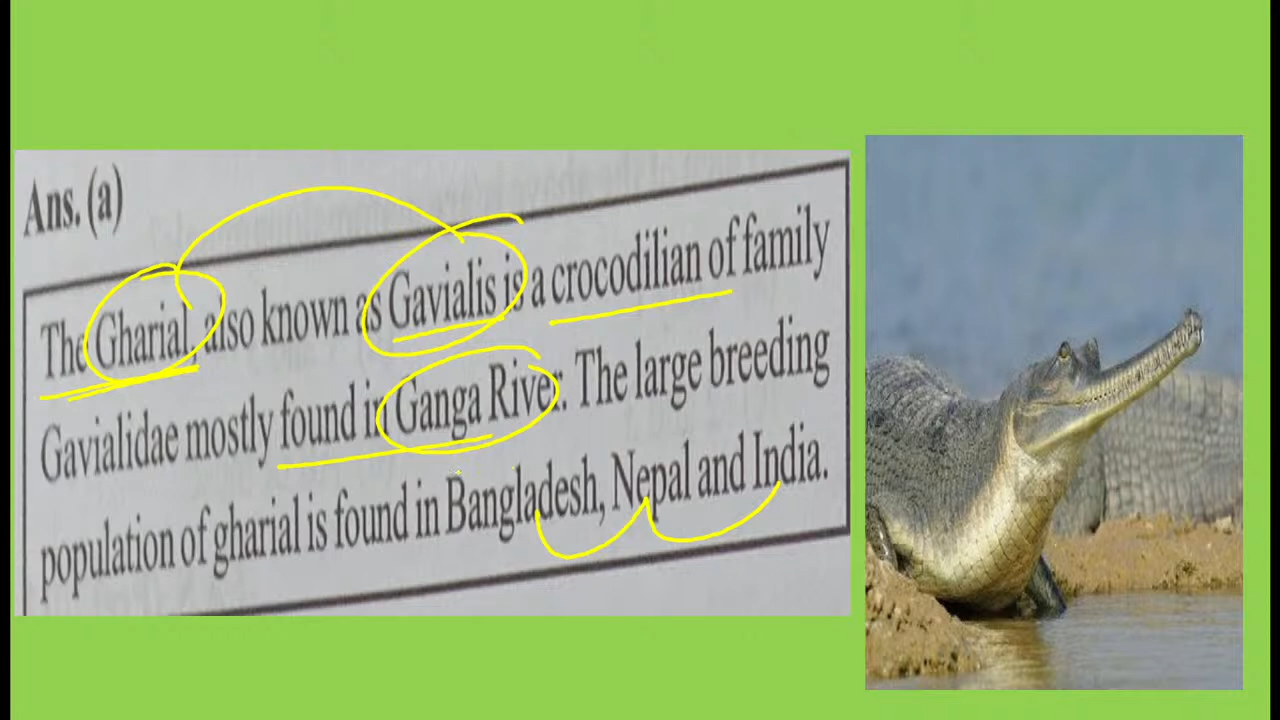 Ans. (a)
The Gharial, also known as Gavialis is a crocodilian of family
Gavialidae mostly found in Ganga River. The large breeding
population of gharial is found in Bangladesh, Nepal and India.